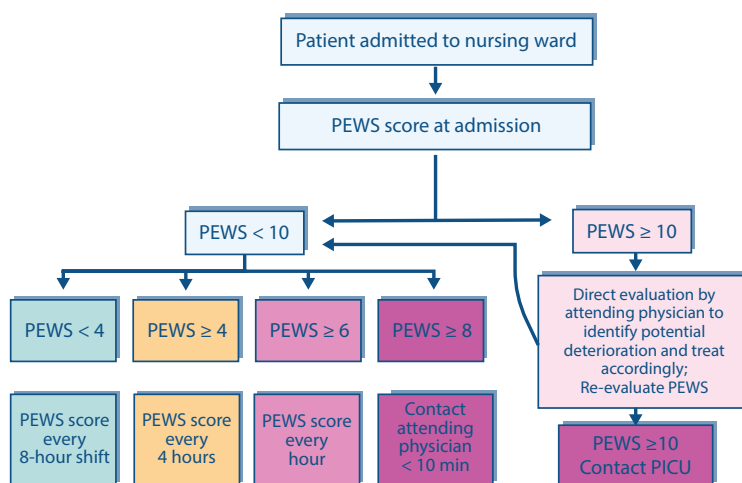 Patient admitted to nursing ward
PEWS score at admission
PEWS < 10
PEWS ≥ 10
PEWS < 4
PEWS ≥ 4
PEWS ≥ 6
PEWS ≥ 8
Direct evaluation by
attending physician to
identify potential
deterioration and treat
accordingly;
Re-evaluate PEWS
PEWS score
every
8-hour shift
PEWS score
every
4 hours
PEWS score
every
hour
Contact
attending
physician
< 10 min
PEWS ≥10
Contact PICU